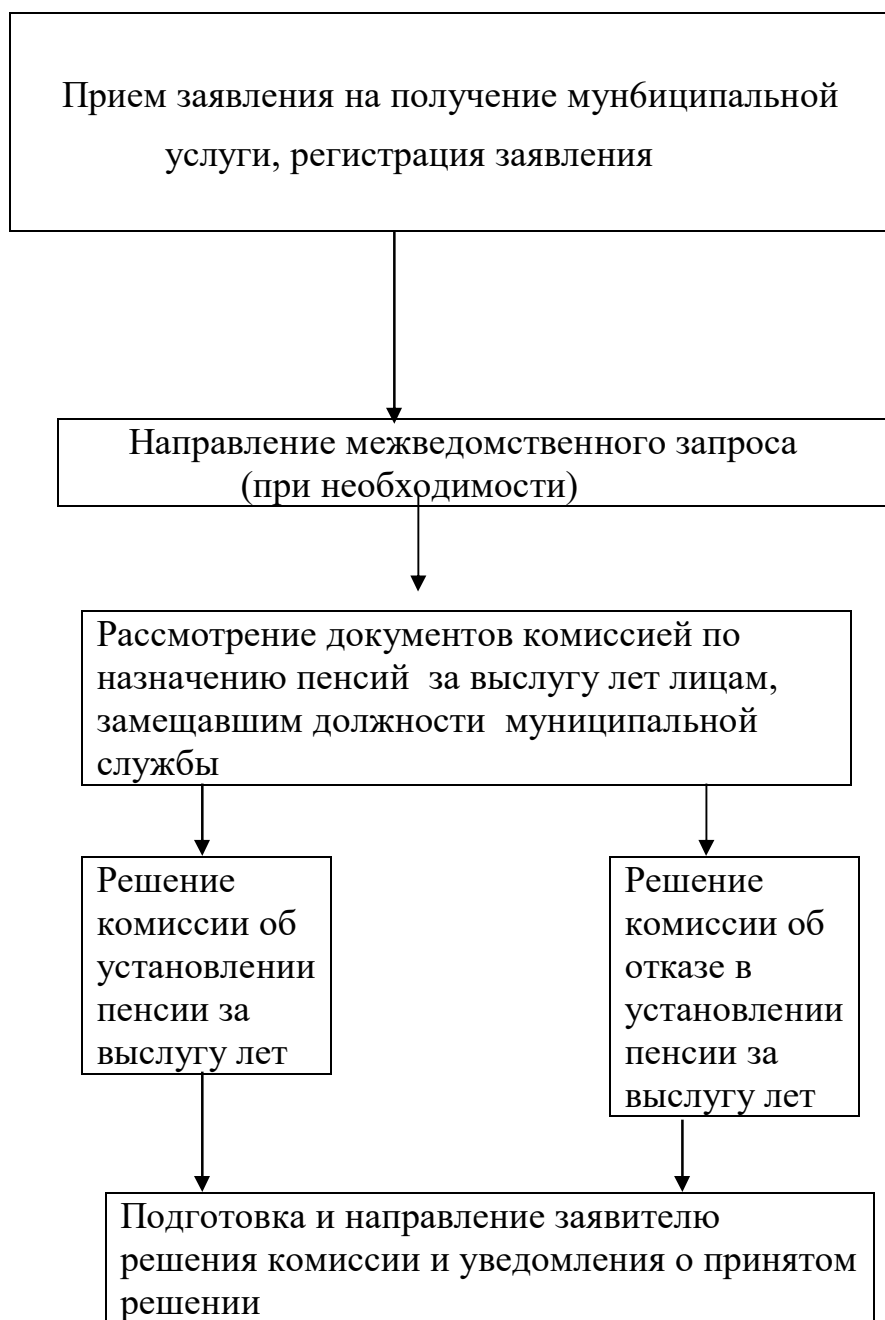 Прием заявления на получение мун6иципальной
услуги, регистрация заявления
Направление межведомственного запроса
(при необходимости)
Рассмотрение документов комиссией по
назначению пенсий за выслугу лет лицам,
замещавшим должности муниципальной
службы
Решение
комиссии об
установлении
пенсии за
выслугу лет
Решение
комиссии об
отказе в
установлении
пенсии за
выслугу лет
Подготовка и направление заявителю
решения комиссии и уведомления о принятом
решении